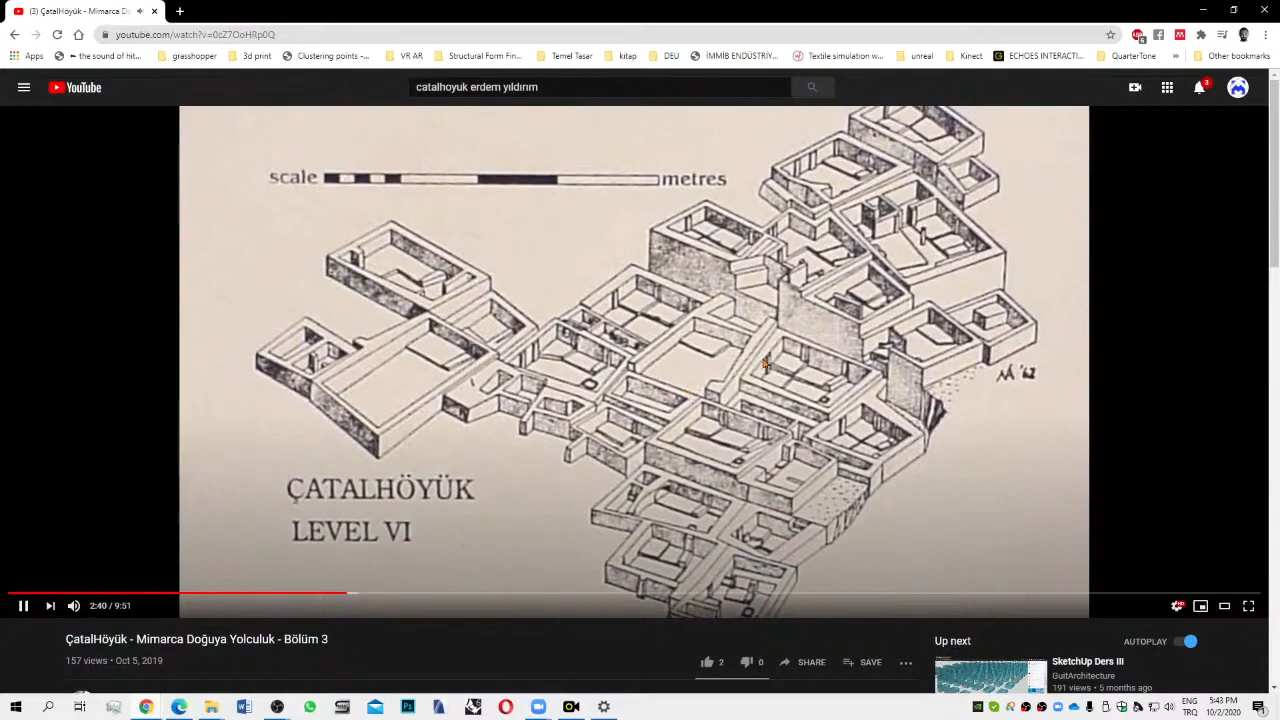 (3) ÇatalHöyük - Mimarca Do
youtube.com/watch?v=0cZ7OoHRp0Q
Apps
the sound of hit...
grasshopper
3d print
Clustering points -...
VR AR
Structural Form Fin...
Temel Tasar
kitap
DEU
İMMİB ENDÜSTRİY...
Textile simulation w...
unreal
Kinect
ECHOES INTERACTI...
QuarterTone
Other bookmarks
YouTube
catalhoyuk erdem yıldırım
3
scale
metres
'62
ÇATALHÖYÜK
LEVEL VI
2:40 / 9:51
ÇatalHöyük - Mimarca Doğuya Yolculuk - Bölüm 3
157 views • Oct 5, 2019
2
0
SHARE
SAVE
Up next
AUTOPLAY
SketchUp Ders III
GuitArchitecture
191 views • 5 months ago
ENG
TRQ
5:43 PM
10/2/2020